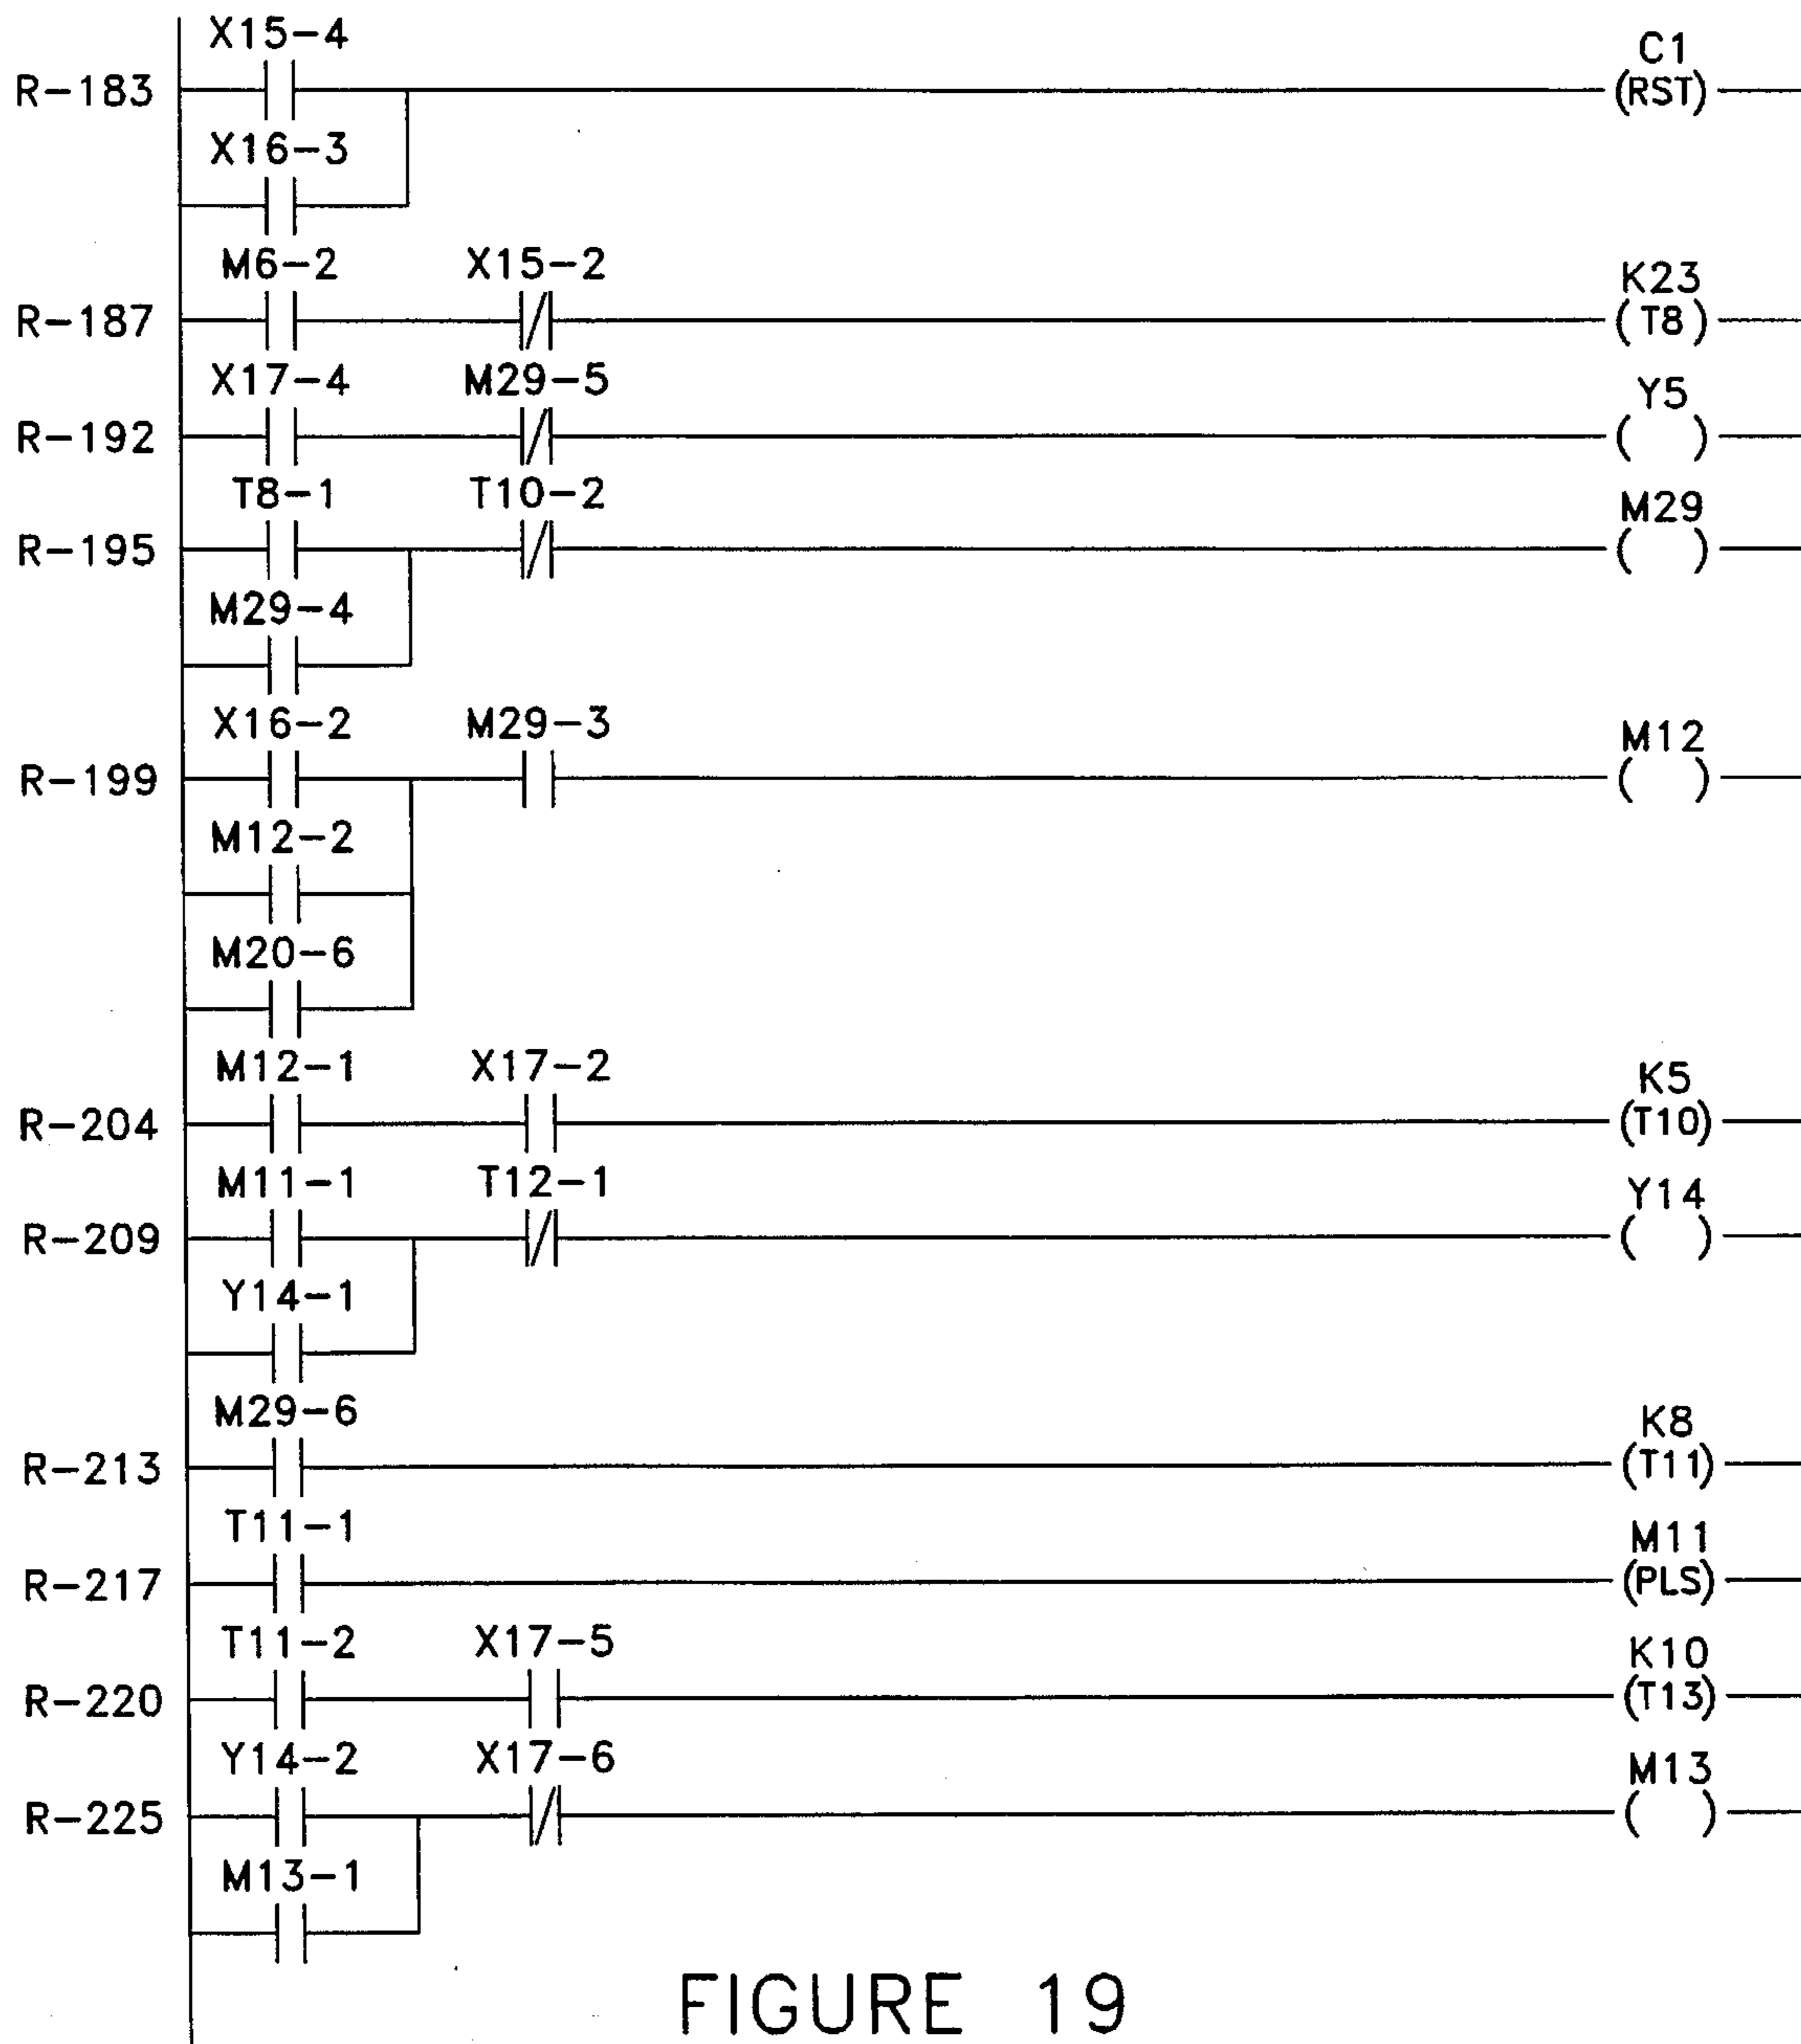 X15-4 C1
R-183 (RST)
X16-3
M6-2 X15-2 K23
R-187 (T8)
X17-4 M29-5 Y5
R-192 ( )
T8-1 T10-2 M29
R-195 ( )
M29-4
X16-2 M29-3 M12
R-199 ( )
M12-2
M20-6
M12-1 X17-2 K5
R-204 (T10)
M11-1 T12-1 Y14
R-209 ( )
Y14-1
M29-6 K8
R-213 (T11)
T11-1 M11
R-217 (PLS)
T11-2 X17-5 K10
R-220 (T13)
Y14-2 X17-6 M13
R-225 ( )
M13-1
FIGURE 19